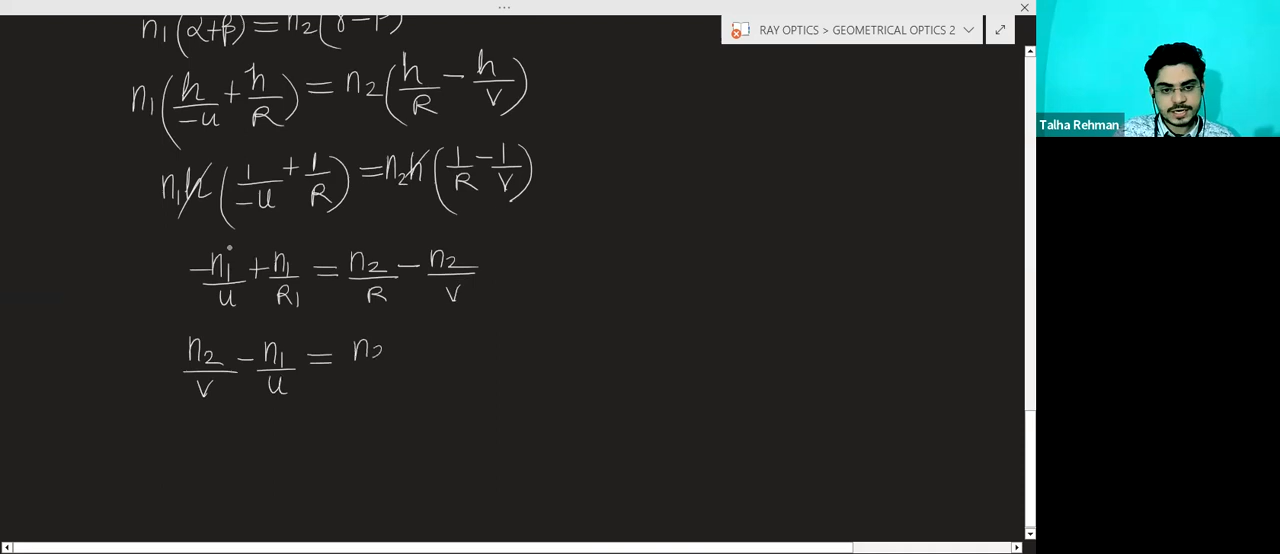 RAY OPTICS > GEOMETRICAL OPTICS 2
Talha Rehman
n₁(α+β)=n₂(γ-β)
n₁(h/-u + h/R) = n₂(h/R - h/v)
n₁h(1/-u + 1/R) = n₂h(1/R - 1/v)
-n₁/u + n₁/R₁ = n₂/R - n₂/v
n₂/v - n₁/u = n₂